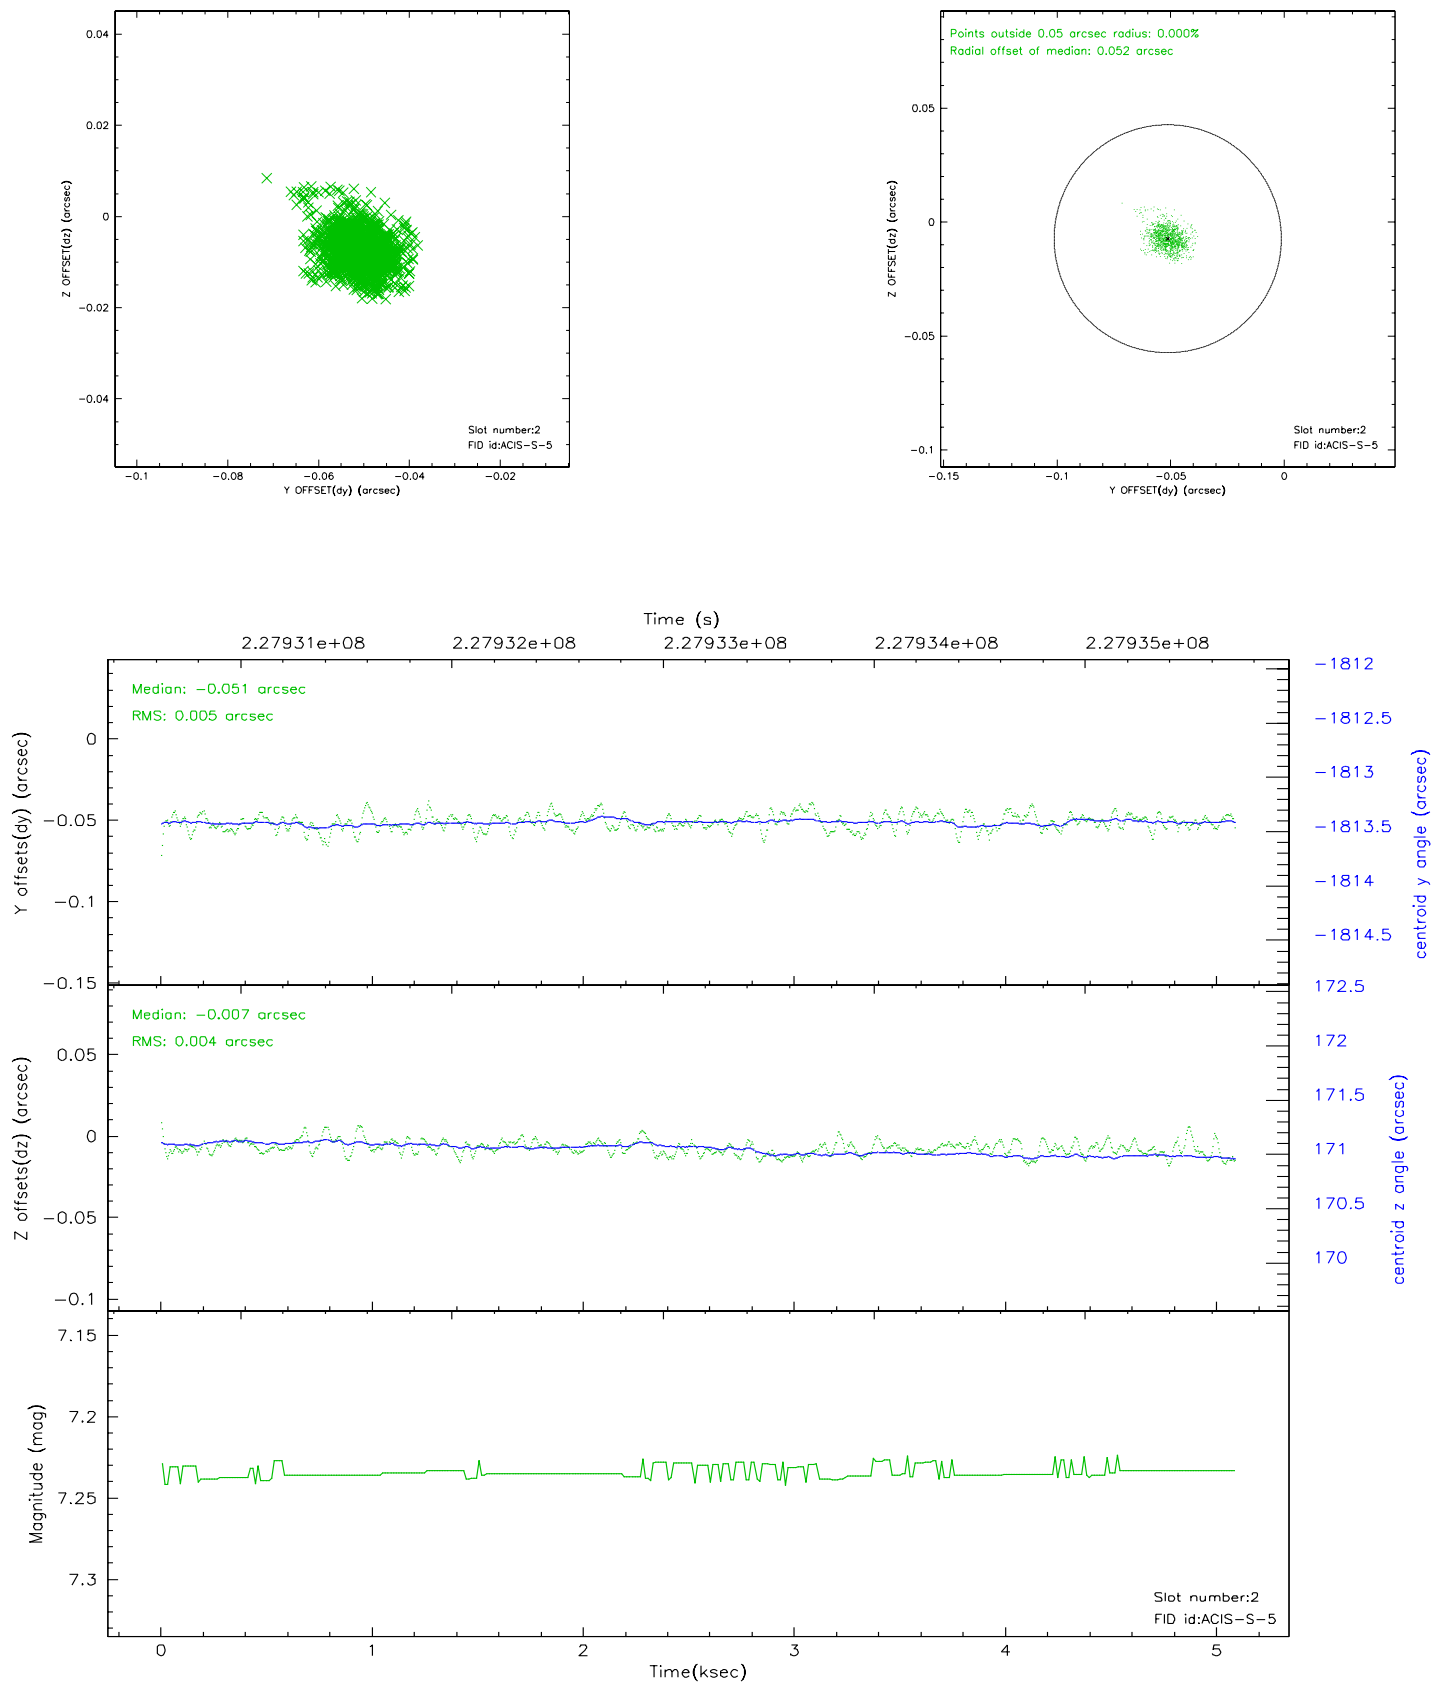 0.04
0.02
0
−0.02
−0.04
Z OFFSET(dz) (arcsec)
Slot number:2
FID id:ACIS−S−5
−0.1
−0.08
−0.06
−0.04
−0.02
Y OFFSET(dy) (arcsec)
Points outside 0.05 arcsec radius: 0.000%
Radial offset of median: 0.052 arcsec
0.05
0
−0.05
−0.1
Z OFFSET(dz) (arcsec)
Slot number:2
FID id:ACIS−S−5
−0.15
−0.1
−0.05
0
Y OFFSET(dy) (arcsec)
Time (s)
2.27931e+08
2.27932e+08
2.27933e+08
2.27934e+08
2.27935e+08
Median: −0.051 arcsec
RMS: 0.005 arcsec
0
−0.05
−0.1
−0.15
Y offsets(dy) (arcsec)
−1812
−1812.5
−1813
−1813.5
−1814
−1814.5
centroid y angle (arcsec)
Median: −0.007 arcsec
RMS: 0.004 arcsec
0.05
0
−0.05
−0.1
Z offsets(dz) (arcsec)
172.5
172
171.5
171
170.5
170
centroid z angle (arcsec)
7.15
7.2
7.25
7.3
Magnitude (mag)
Slot number:2
FID id:ACIS−S−5
0
1
2
3
4
5
Time(ksec)